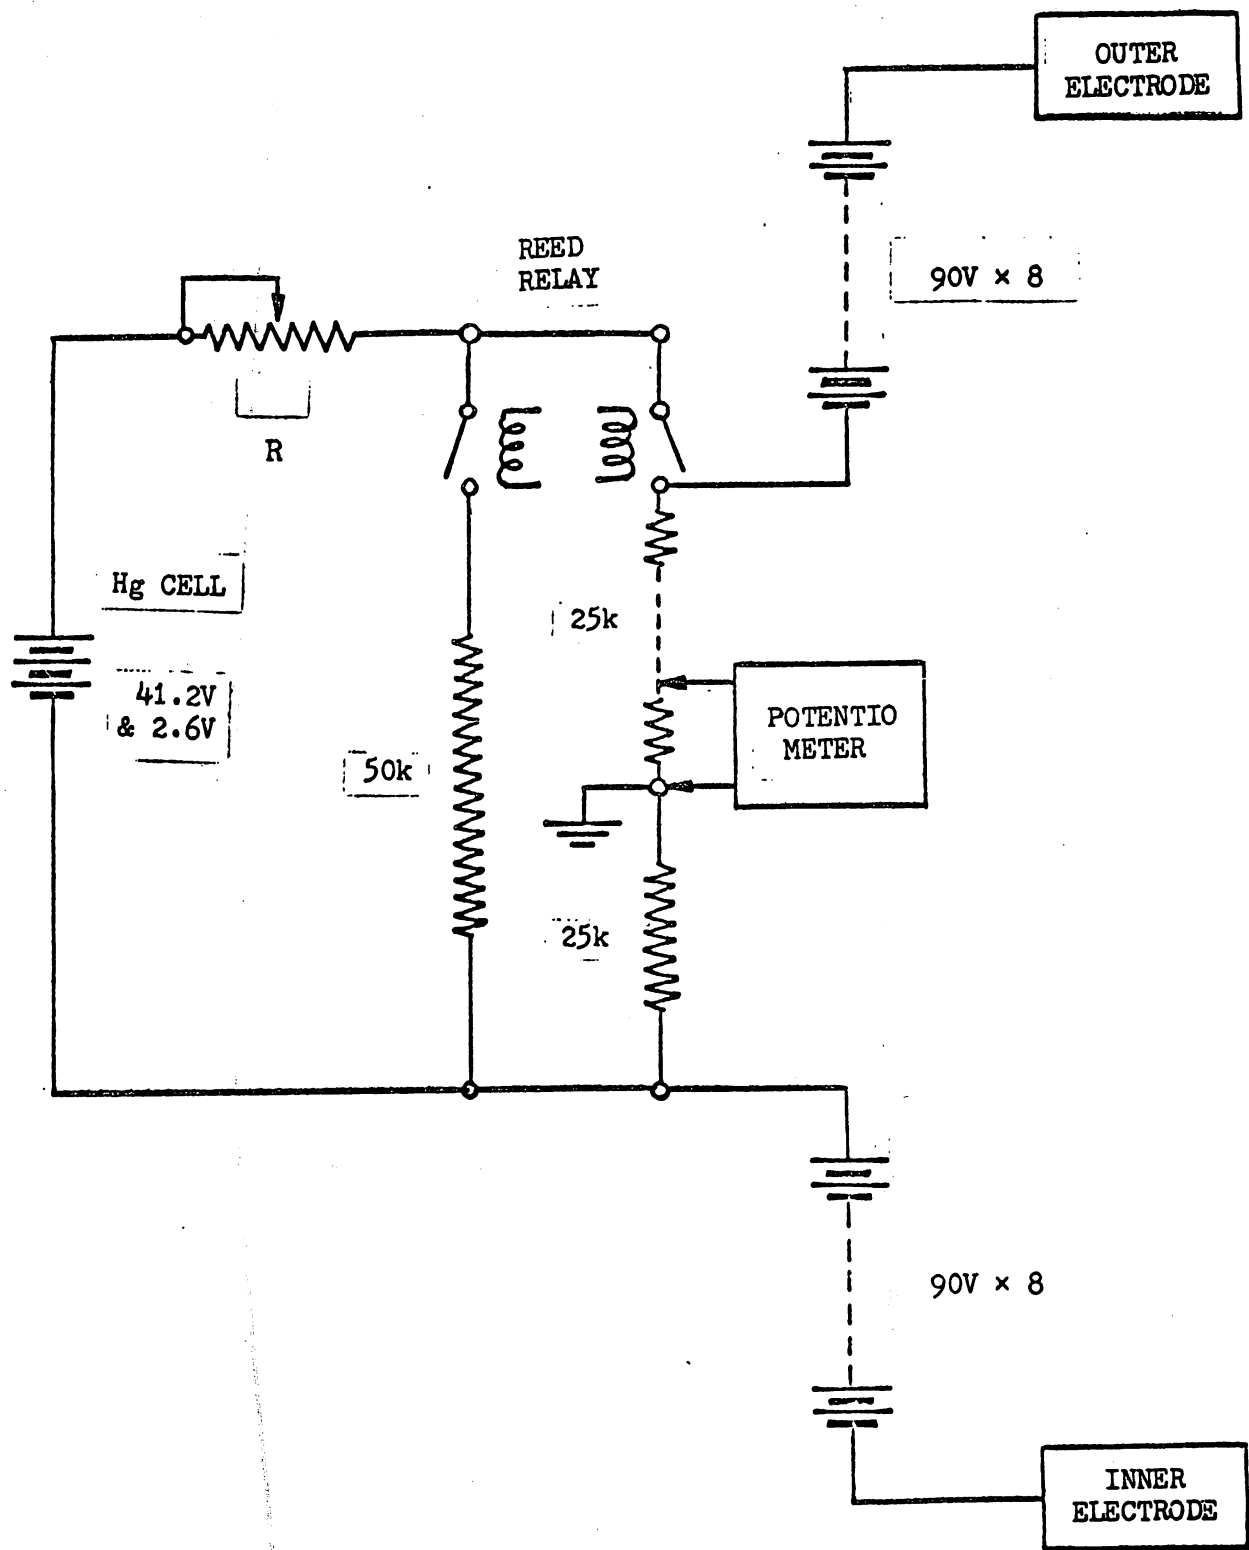 OUTER
ELECTRODE
REED
RELAY
90V × 8
R
Hg CELL
25k
41.2V
& 2.6V
POTENTIO
METER
50k
25k
90V × 8
INNER
ELECTRODE